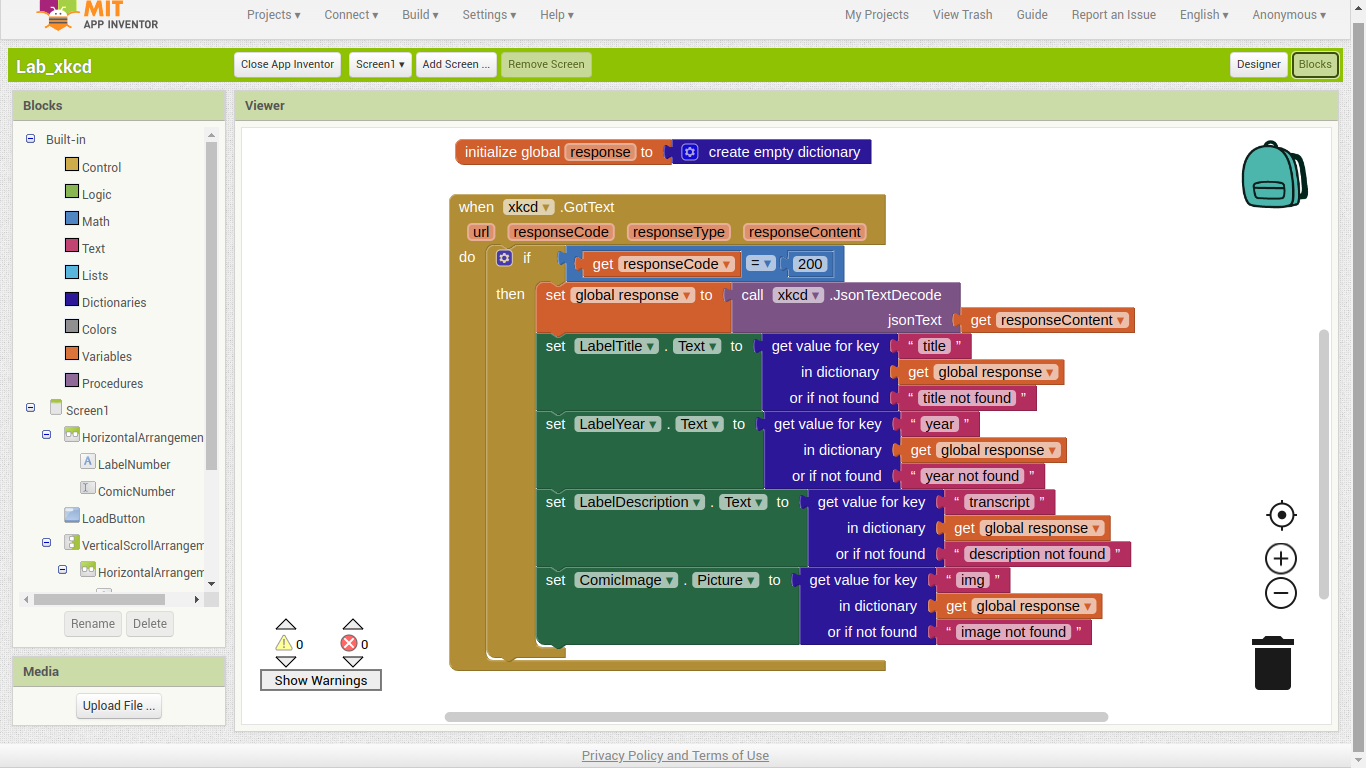 MIT
APP INVENTOR
Projects ▾ Connect ▾ Build ▾ Settings ▾ Help ▾ My Projects View Trash Guide Report an Issue English ▾ Anonymous ▾
Lab_xkcd Close App Inventor Screen1 ▾ Add Screen ... Remove Screen Designer Blocks
Blocks
Built-in
Control
Logic
Math
Text
Lists
Dictionaries
Colors
Variables
Procedures
Screen1
HorizontalArrangemen
LabelNumber
ComicNumber
LoadButton
VerticalScrollArrangem
HorizontalArrangem
Rename Delete
Media
Upload File ...
Viewer
initialize global response to create empty dictionary
when xkcd ▾ .GotText
url responseCode responseType responseContent
do if get responseCode ▾ = ▾ 200
then set global response ▾ to call xkcd ▾ .JsonTextDecode
jsonText get responseContent ▾
set LabelTitle ▾ . Text ▾ to get value for key “ title ”
in dictionary get global response ▾
or if not found “ title not found ”
set LabelYear ▾ . Text ▾ to get value for key “ year ”
in dictionary get global response ▾
or if not found “ year not found ”
set LabelDescription ▾ . Text ▾ to get value for key “ transcript ”
in dictionary get global response ▾
or if not found “ description not found ”
set ComicImage ▾ . Picture ▾ to get value for key “ img ”
in dictionary get global response ▾
or if not found “ image not found ”
0 0
Show Warnings
Privacy Policy and Terms of Use